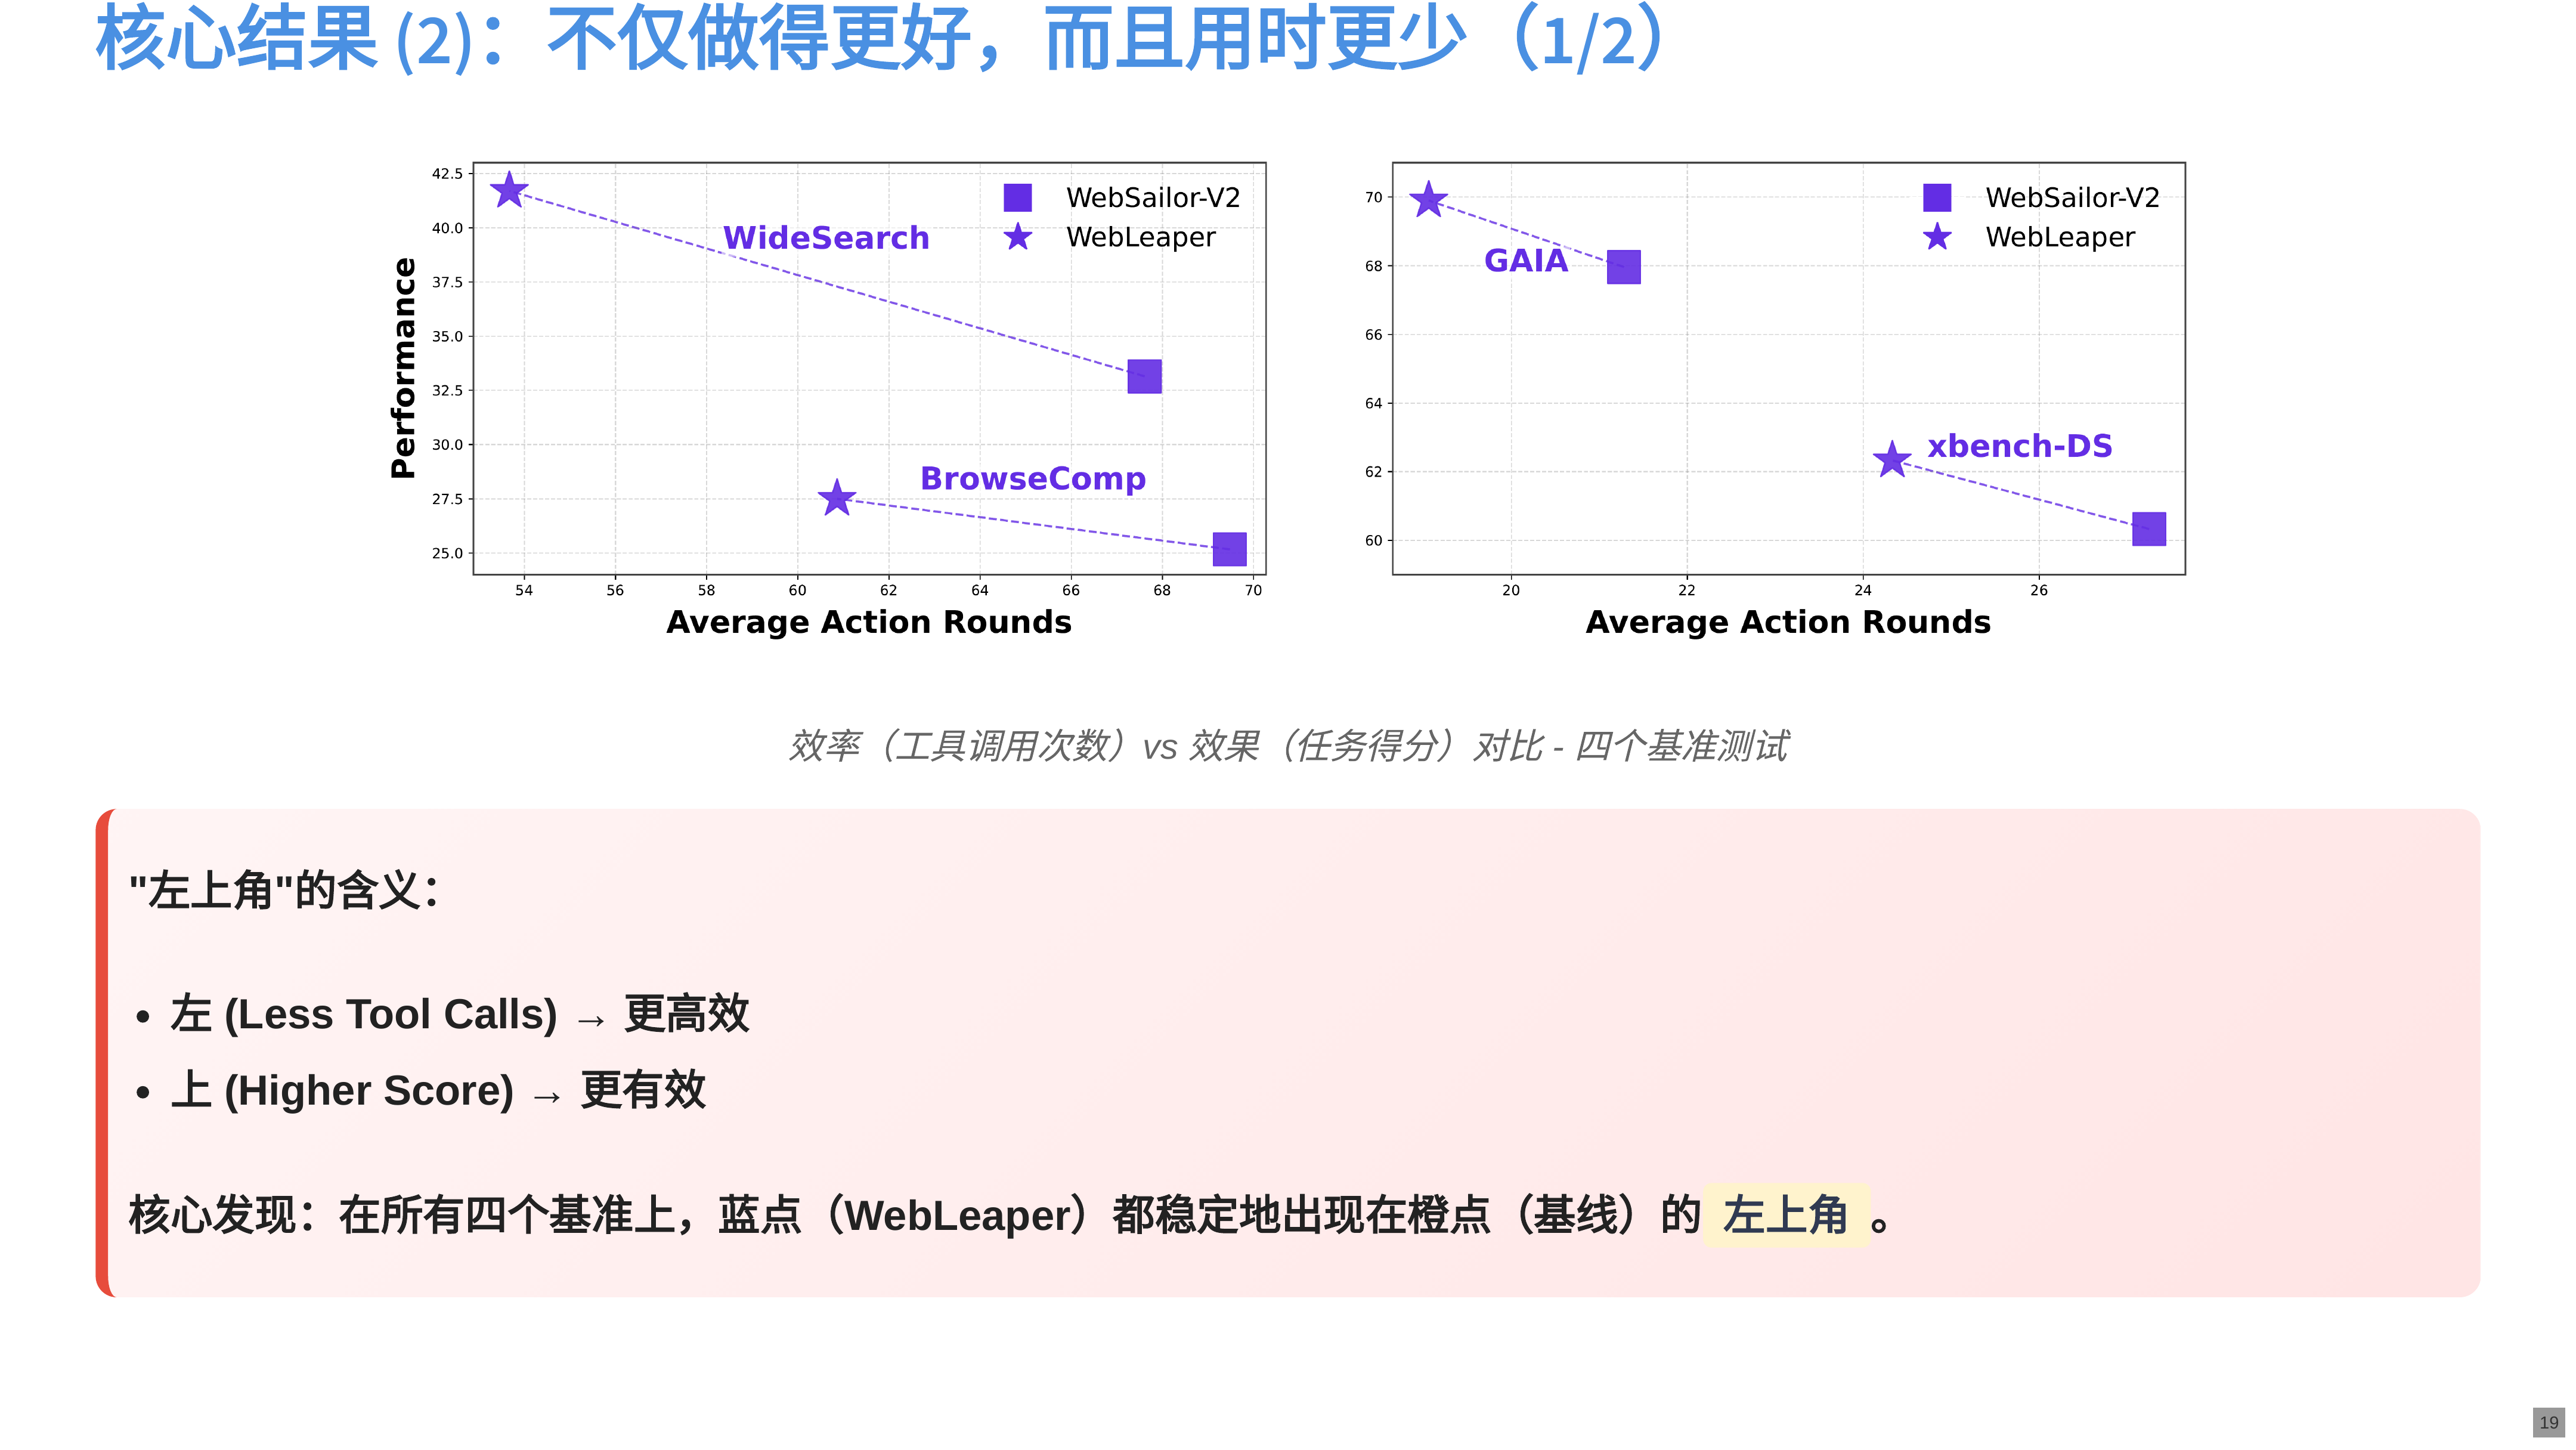 核心结果 (2)：不仅做得更好，而且用时更少（1/2）
Performance
42.5
40.0
37.5
35.0
32.5
30.0
27.5
25.0
WebSailor-V2
WebLeaper
WideSearch
BrowseComp
54 56 58 60 62 64 66 68 70
Average Action Rounds
70
68
66
64
62
60
WebSailor-V2
WebLeaper
GAIA
xbench-DS
20 22 24 26
Average Action Rounds
效率（工具调用次数）vs 效果（任务得分）对比 - 四个基准测试
"左上角"的含义：
• 左 (Less Tool Calls) → 更高效
• 上 (Higher Score) → 更有效
核心发现：在所有四个基准上，蓝点（WebLeaper）都稳定地出现在橙点（基线）的 左上角 。
19